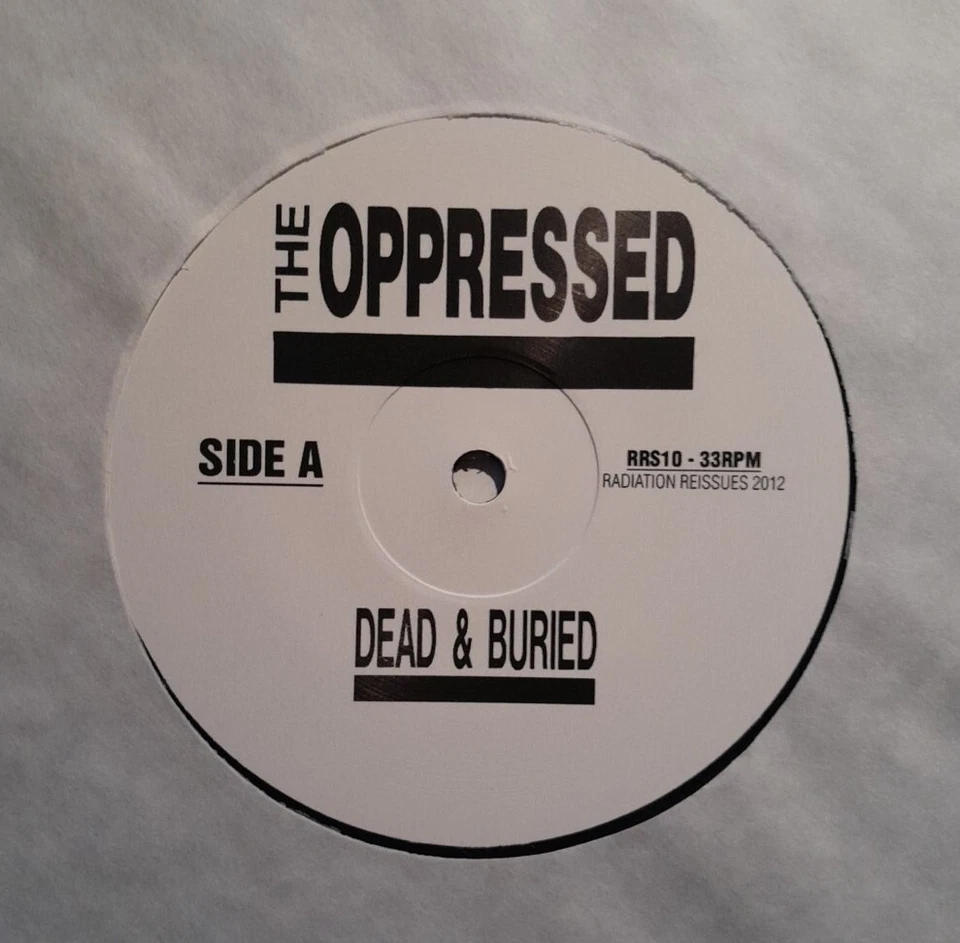 THE OPPRESSED
SIDE A
RRS10 - 33RPM
RADIATION REISSUES 2012
DEAD & BURIED